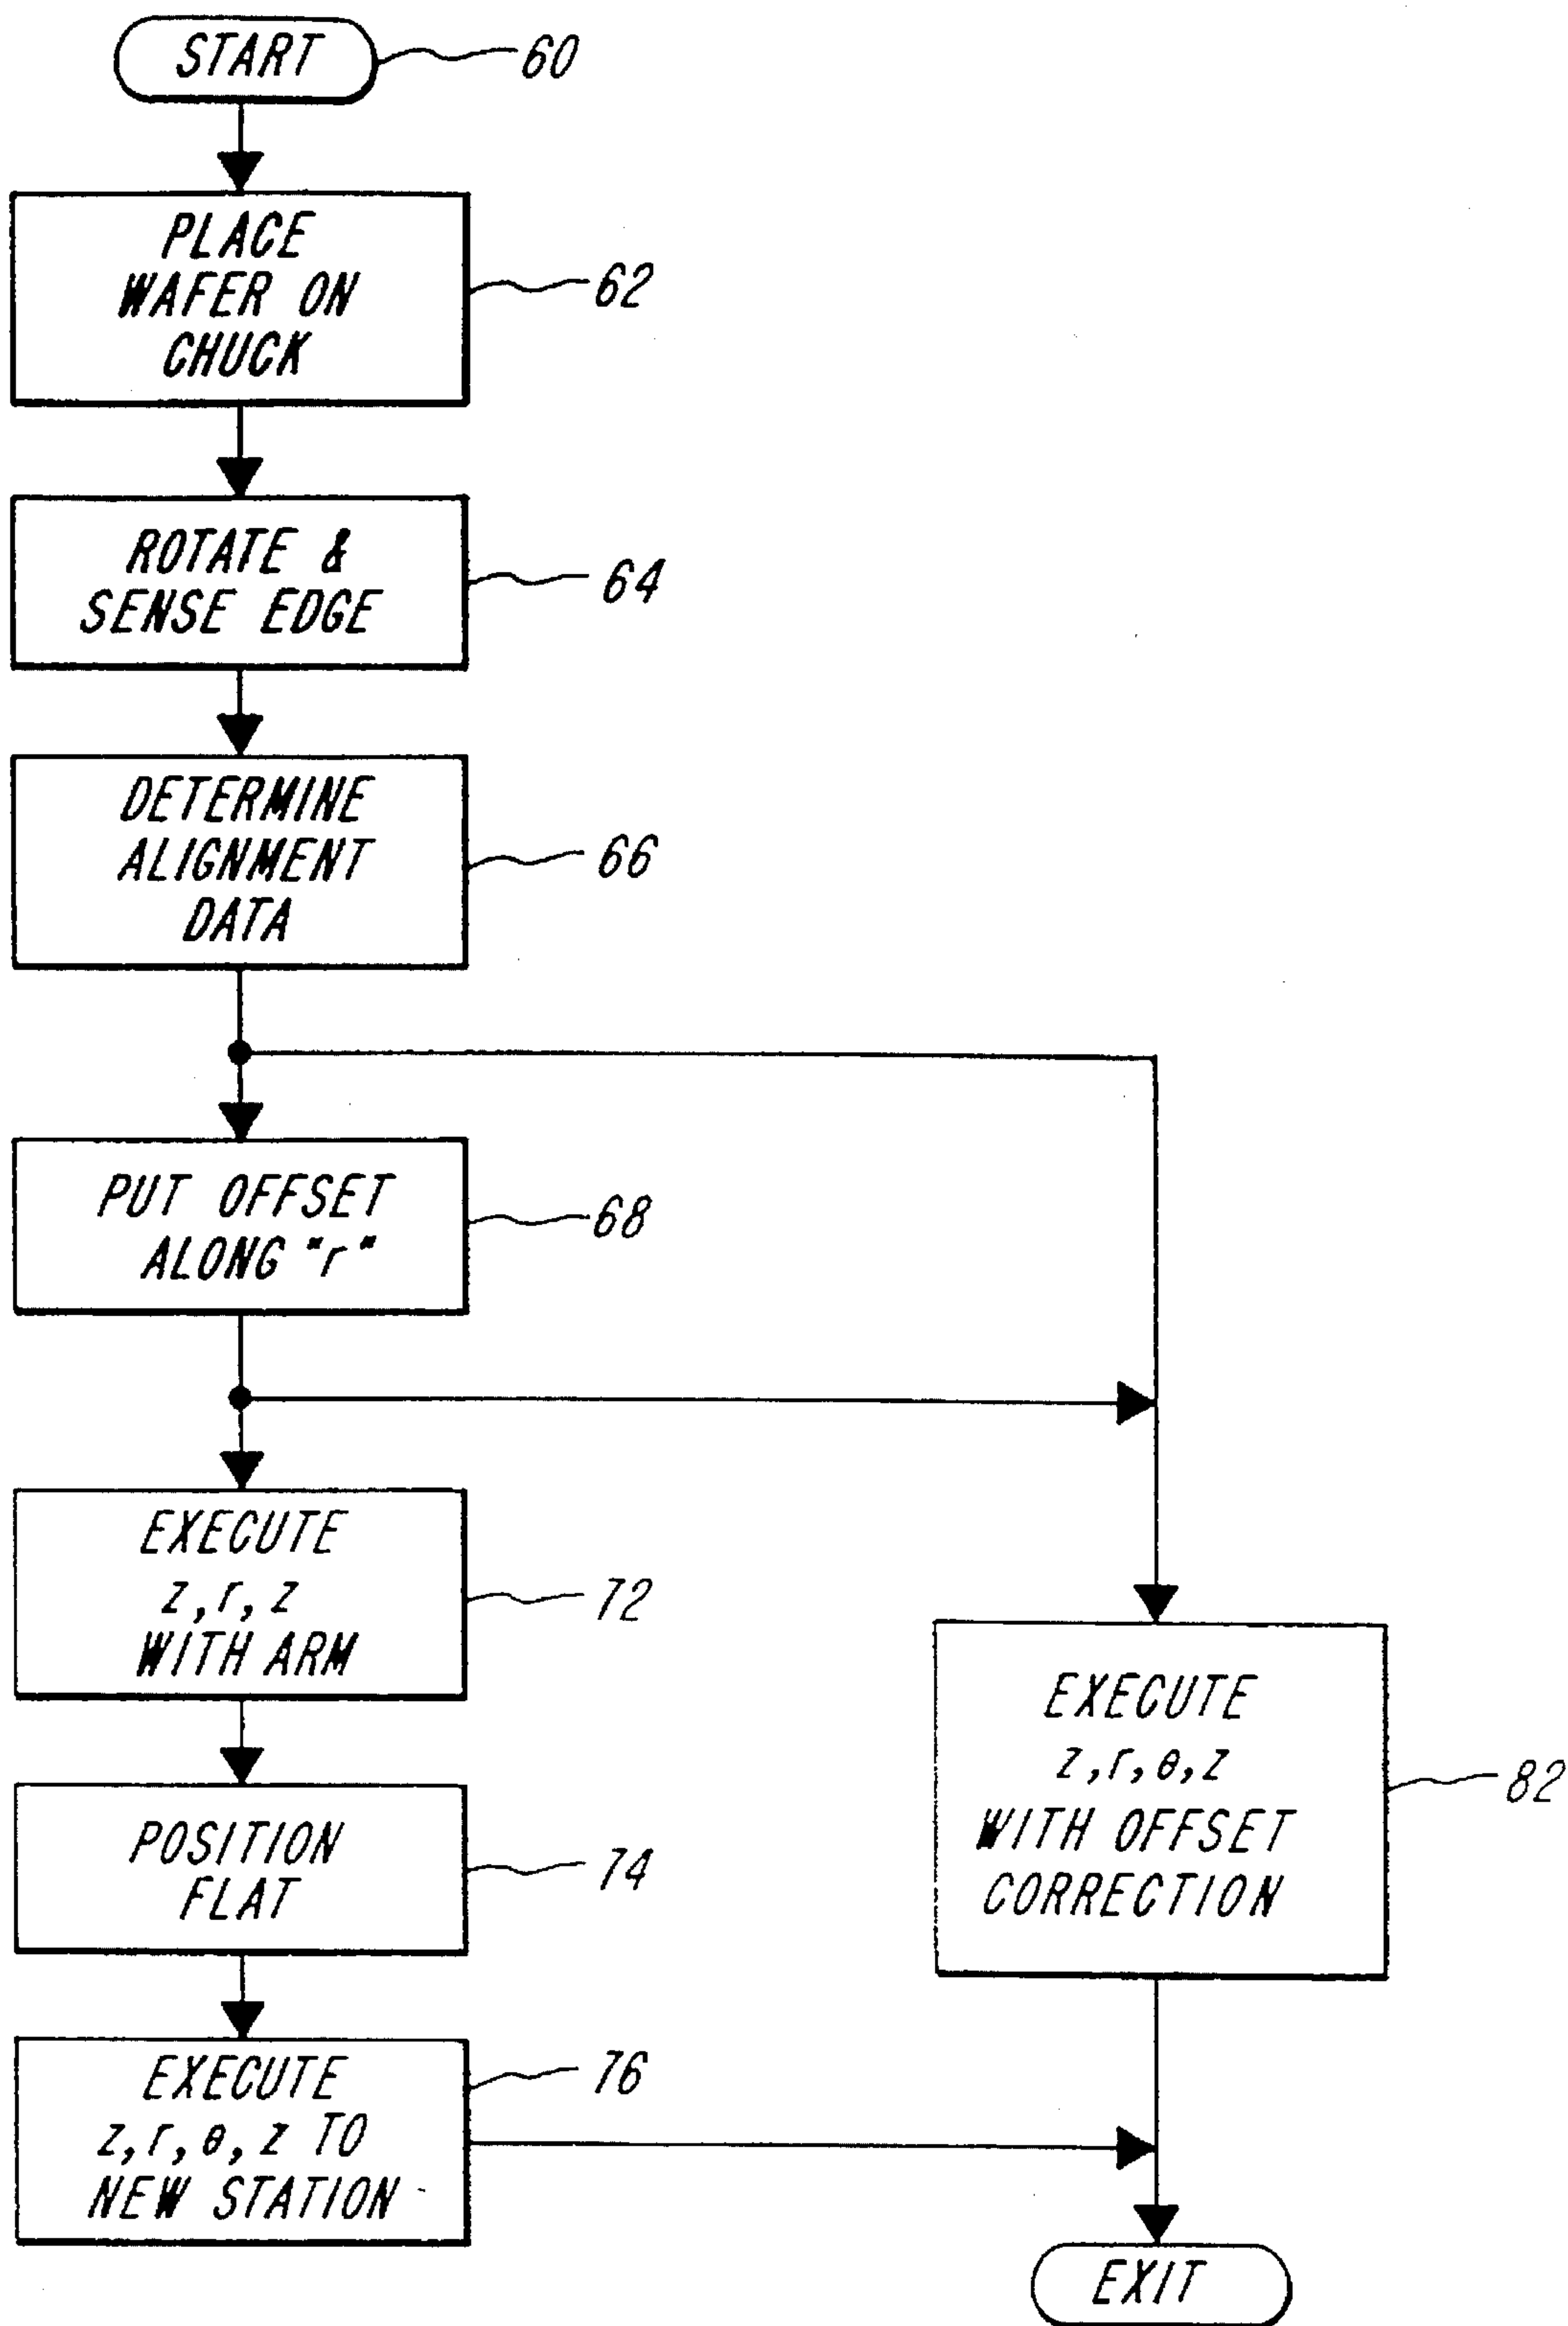 START
60
PLACE
WAFER ON
CHUCK
62
ROTATE &
SENSE EDGE
64
DETERMINE
ALIGNMENT
DATA
66
PUT OFFSET
ALONG "r"
68
EXECUTE
z,r,z
WITH ARM
72
POSITION
FLAT
74
EXECUTE
z,r,θ,z TO
NEW STATION
76
EXECUTE
z,r,θ,z
WITH OFFSET
CORRECTION
82
EXIT